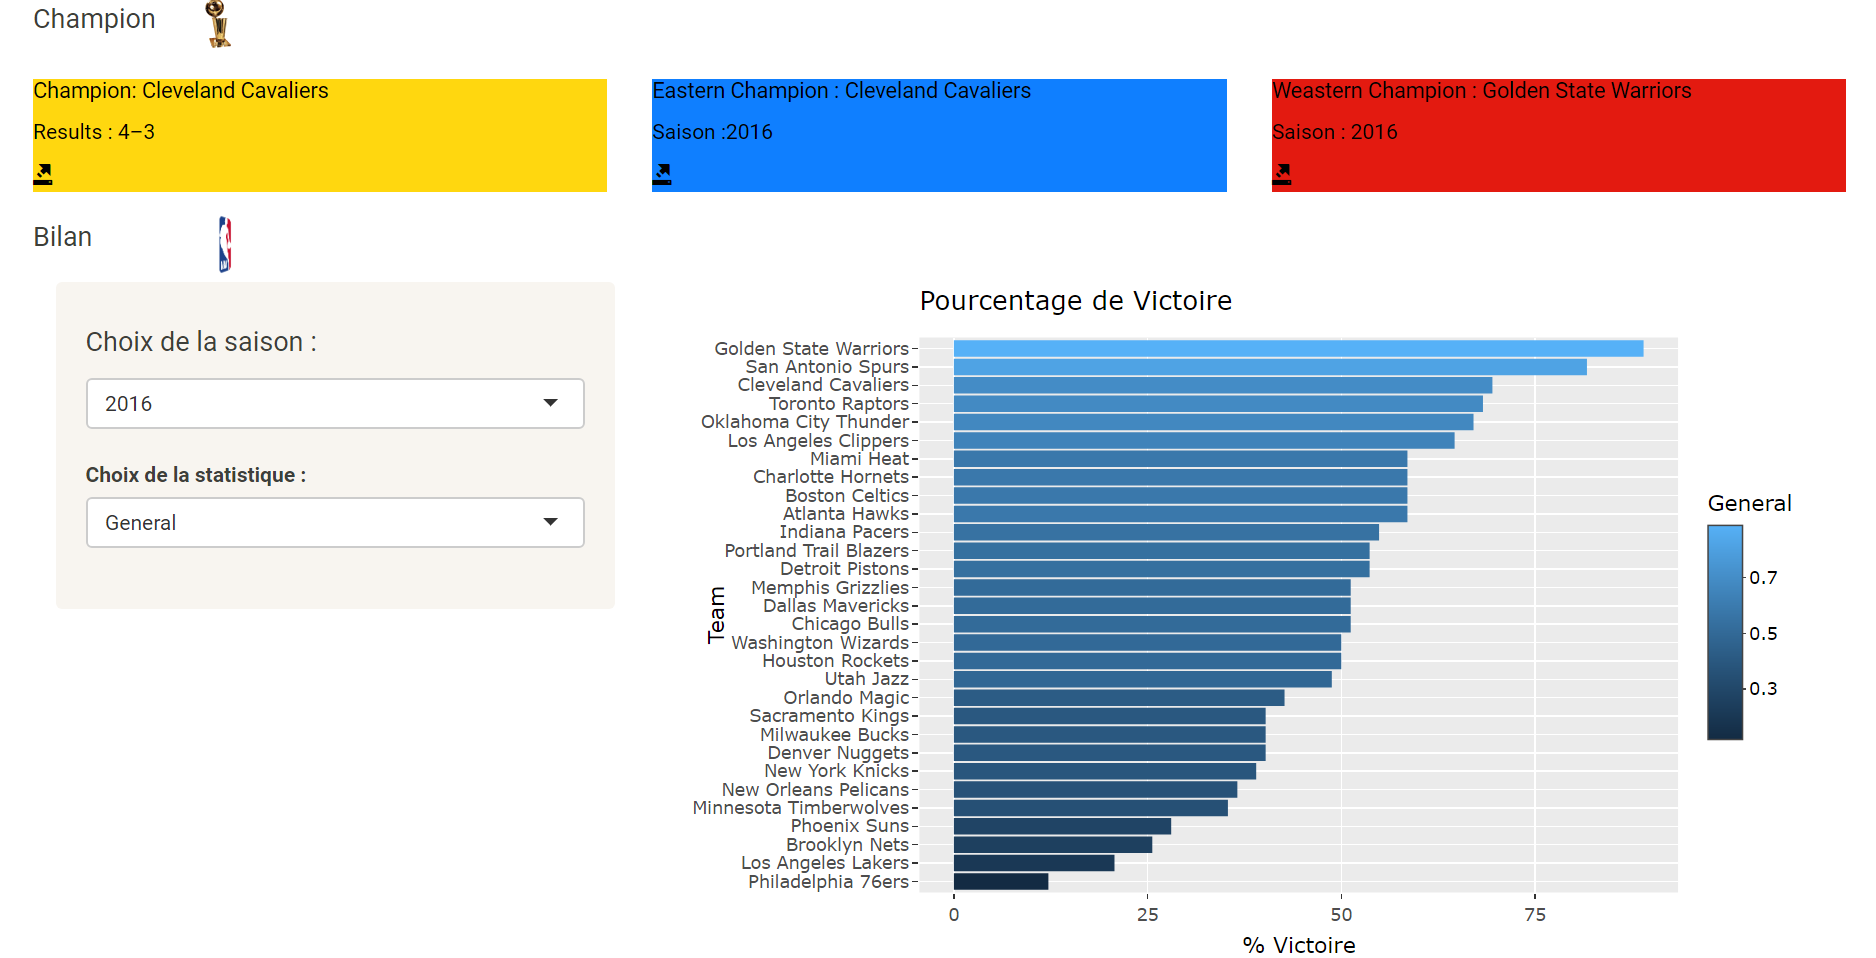 Champion
Champion: Cleveland Cavaliers
Results : 4–3
Eastern Champion : Cleveland Cavaliers
Saison :2016
Weastern Champion : Golden State Warriors
Saison : 2016
Bilan
Choix de la saison :
2016
Choix de la statistique :
General
Pourcentage de Victoire
Team
Golden State Warriors
San Antonio Spurs
Cleveland Cavaliers
Toronto Raptors
Oklahoma City Thunder
Los Angeles Clippers
Miami Heat
Charlotte Hornets
Boston Celtics
Atlanta Hawks
Indiana Pacers
Portland Trail Blazers
Detroit Pistons
Memphis Grizzlies
Dallas Mavericks
Chicago Bulls
Washington Wizards
Houston Rockets
Utah Jazz
Orlando Magic
Sacramento Kings
Milwaukee Bucks
Denver Nuggets
New York Knicks
New Orleans Pelicans
Minnesota Timberwolves
Phoenix Suns
Brooklyn Nets
Los Angeles Lakers
Philadelphia 76ers
0 25 50 75
% Victoire
General
0.7
0.5
0.3